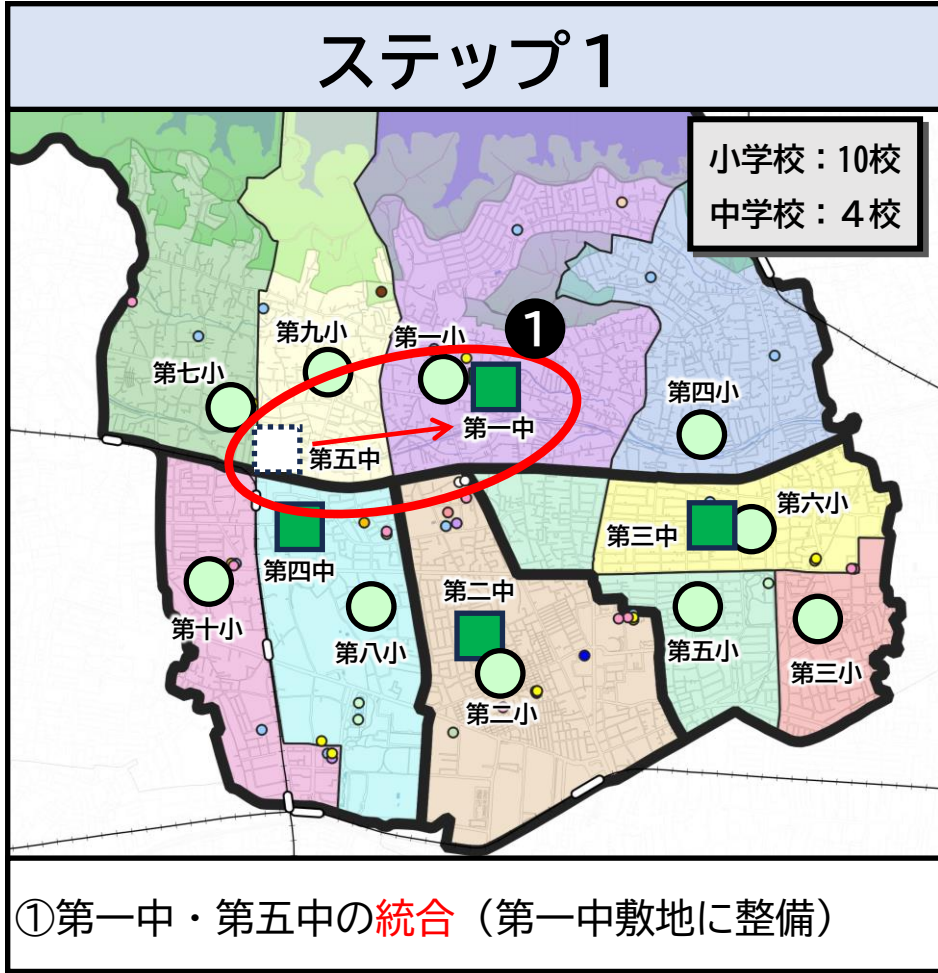 ステップ1
小学校：10校
中学校：4校
1
第九小
第一小
第七小
第四小
第一中
第五中
第六小
第三中
第四中
第二中
第十小
第八小
第五小
第三小
第二小
①第一中・第五中の統合（第一中敷地に整備）